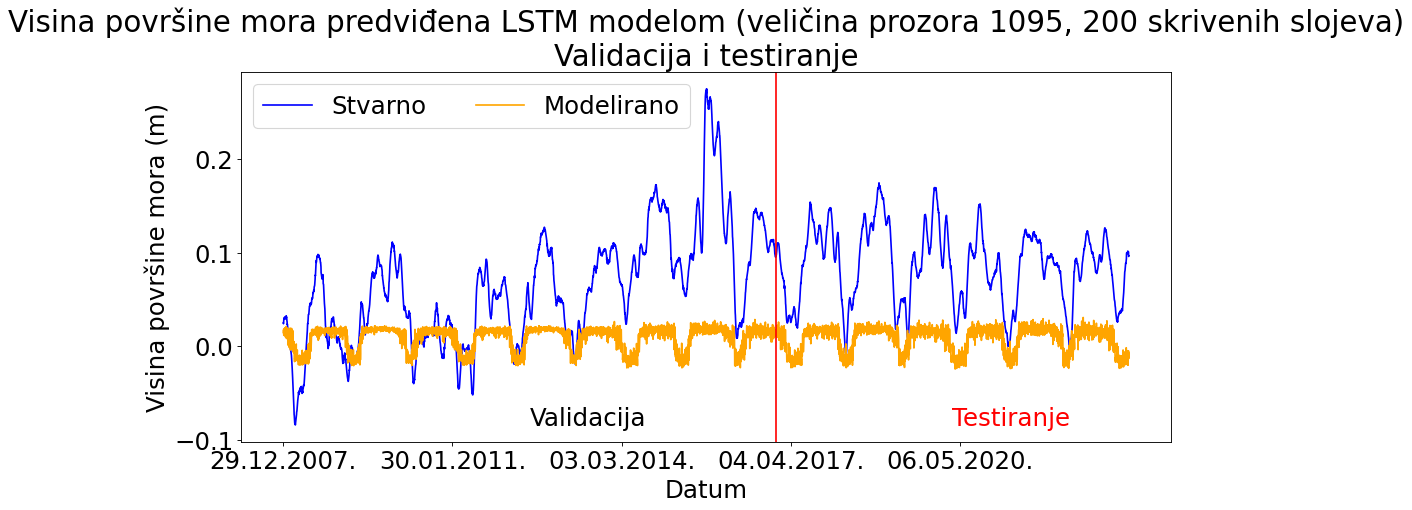 Visina površine mora predviđena LSTM modelom (veličina prozora 1095, 200 skrivenih slojeva)
Validacija i testiranje
Stvarno Modelirano
Visina površine mora (m)
0.2
0.1
0.0
−0.1
Validacija
Testiranje
29.12.2007. 30.01.2011. 03.03.2014. 04.04.2017. 06.05.2020.
Datum